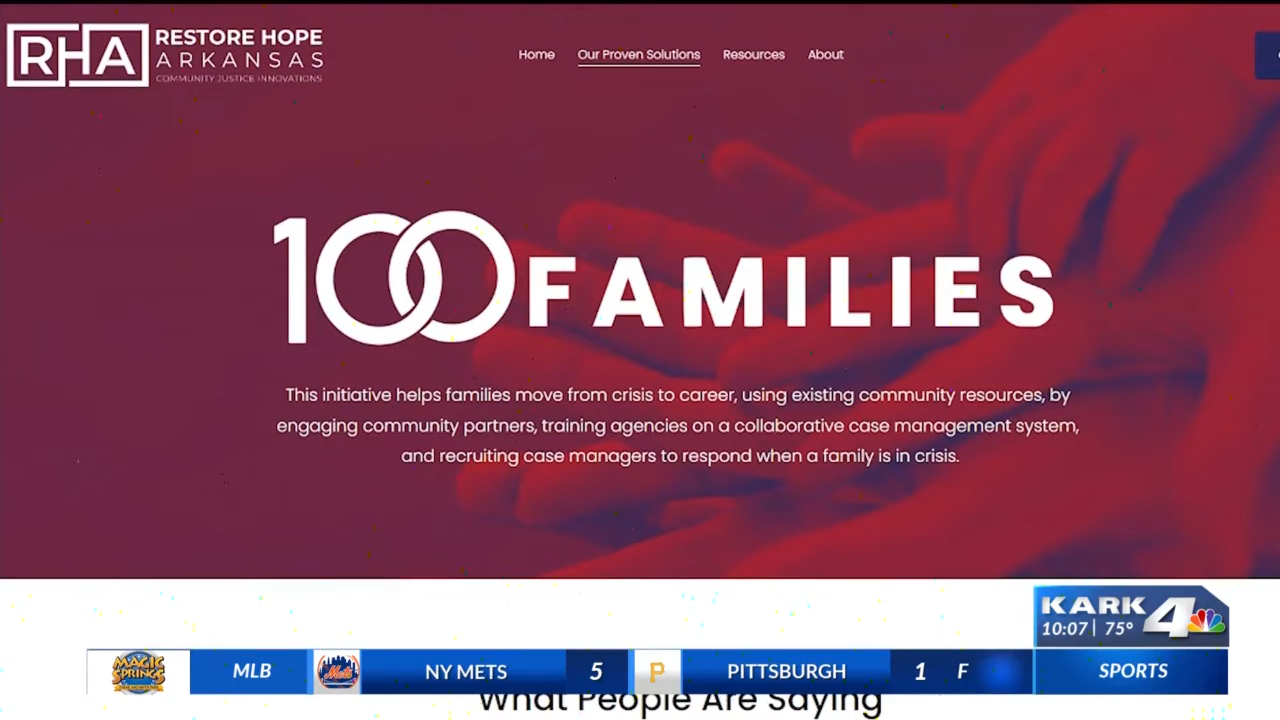 RHA
RESTORE HOPE
ARKANSAS
COMMUNITY JUSTICE INNOVATIONS
Home Our Proven Solutions Resources About
100 FAMILIES
This initiative helps families move from crisis to career, using existing community resources, by
engaging community partners, training agencies on a collaborative case management system,
and recruiting case managers to respond when a family is in crisis.
KARK 4
10:07 | 75°
MAGIC SPRINGS
MLB Mets NY METS 5 P PITTSBURGH 1 F SPORTS
What People Are Saying